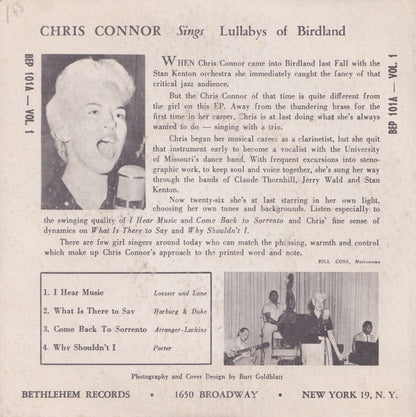 CHRIS CONNOR Sings Lullabys of Birdland
BEP 101A — VOL. 1
BEP 101A — VOL. 1
WHEN Chris Connor came into Birdland last Fall with the
Stan Kenton orchestra she immediately caught the fancy of that
critical jazz audience.
But the Chris Connor of that time is quite different from
the girl on this EP. Away from the thundering brass for the
first time in her career, Chris is at last doing what she's always
wanted to do — singing with a trio.
Chris began her musical career as a clarinetist, but she quit
that instrument early to become a vocalist with the University
of Missouri's dance band. With frequent excursions into steno-
graphic work, to keep soul and voice together, she's sung her way
through the bands of Claude Thornhill, Jerry Wald and Stan
Kenton.
Now twenty-six she's at last starring in her own light,
choosing her own tunes and backgrounds. Listen especially to
the swinging quality of I Hear Music and Come Back to Sorrento and Chris' fine sense of
dynamics on What Is There to Say and Why Shouldn't I.
There are few girl singers around today who can match the phrasing, warmth and control
which make up Chris Connor's approach to the printed word and note.
BILL COSS, Metronome
1. I Hear Music Loesser and Lane
2. What Is There to Say Harburg & Duke
3. Come Back To Sorrento Arranger-Larkins
4. Why Shouldn't I Porter
Photography and Cover Design by Burt Goldblatt
BETHLEHEM RECORDS • 1650 BROADWAY • NEW YORK 19, N. Y.